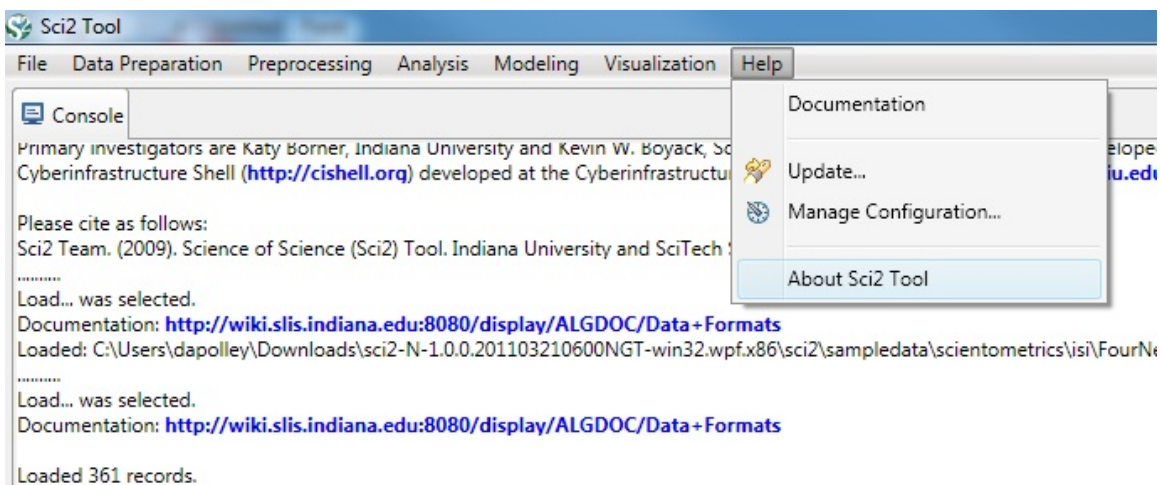 Sci2 Tool
File Data Preparation Preprocessing Analysis Modeling Visualization Help
Console
Documentation
Update...
Manage Configuration...
About Sci2 Tool
Primary investigators are Katy Borner, Indiana University and Kevin W. Boyack,
Cyberinfrastructure Shell (http://cishell.org) developed at the
Please cite as follows:
Sci2 Team. (2009). Science of Science (Sci2) Tool. Indiana University and SciTech
..........
Load... was selected.
Documentation: http://wiki.slis.indiana.edu:8080/display/ALGDOC/Data+Formats
Loaded: C:\Users\dapolley\Downloads\sci2-N-1.0.0.201103210600NGT-win32.wpf.x86\sci2\sampledata\scientometrics\isi\FourNe
..........
Load... was selected.
Documentation: http://wiki.slis.indiana.edu:8080/display/ALGDOC/Data+Formats
Loaded 361 records.